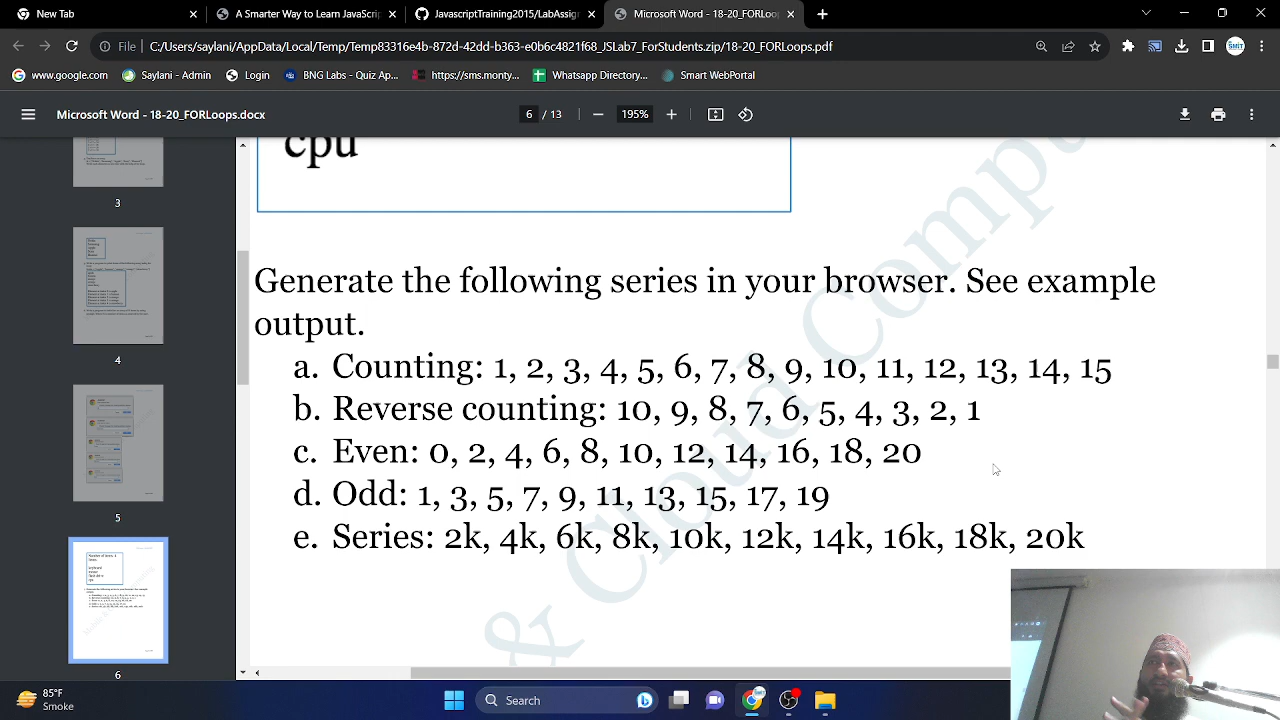 New Tab
A Smarter Way to Learn JavaScri
JavascriptTraining2015/LabAssig
Microsoft Word - 18-20_FORLoop
File
C:/Users/saylani/AppData/Local/Temp/Temp83316e4b-872d-42dd-b363-e0b6c4821f68_JSLab7_ForStudents.zip/18-20_FORLoops.pdf
SMIT
www.google.com
Saylani - Admin
Login
BNG Labs - Quiz Ap...
https://sms.monty...
Whatsapp Directory...
Smart WebPortal
Microsoft Word - 18-20_FORLoops.docx
6 / 13
195%
3
4
5
6
cpu
& Cloud Compu
Generate the following series in your browser. See example
output.
a. Counting: 1, 2, 3, 4, 5, 6, 7, 8, 9, 10, 11, 12, 13, 14, 15
b. Reverse counting: 10, 9, 8, 7, 6, 5, 4, 3, 2, 1
c. Even: 0, 2, 4, 6, 8, 10, 12, 14, 16, 18, 20
d. Odd: 1, 3, 5, 7, 9, 11, 13, 15, 17, 19
e. Series: 2k, 4k, 6k, 8k, 10k, 12k, 14k, 16k, 18k, 20k
85°F
Smoke
Search